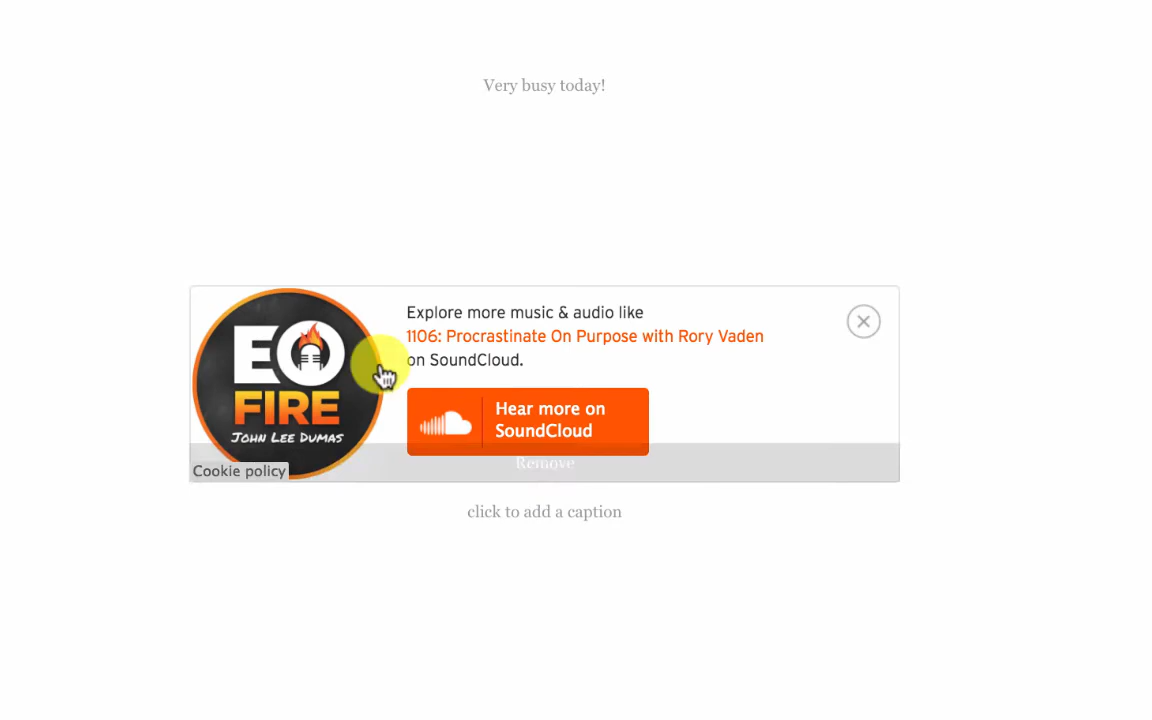 Very busy today!
Explore more music & audio like
1106: Procrastinate On Purpose with Rory Vaden
on SoundCloud.
EO
FIRE
JOHN LEE DUMAS
Hear more on
SoundCloud
Remove
Cookie policy
click to add a caption